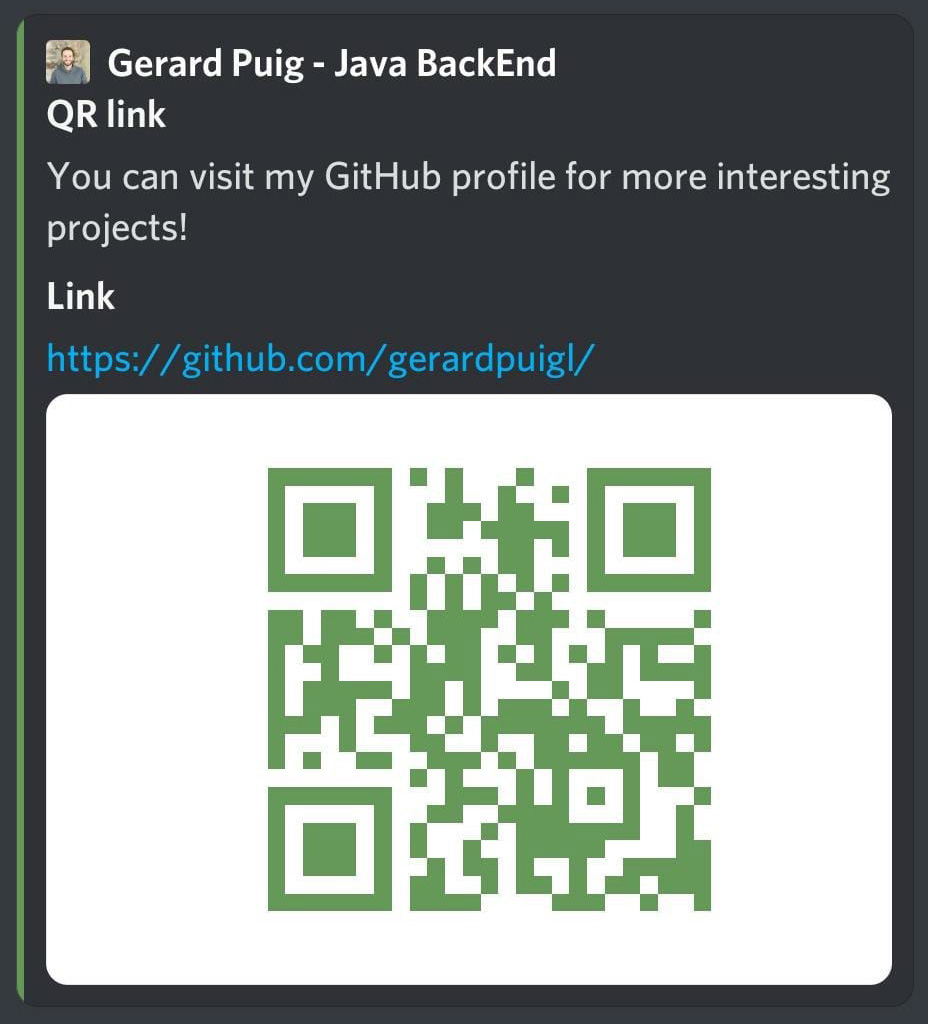 Gerard Puig - Java BackEnd
QR link
You can visit my GitHub profile for more interesting
projects!
Link
https://github.com/gerardpuigl/